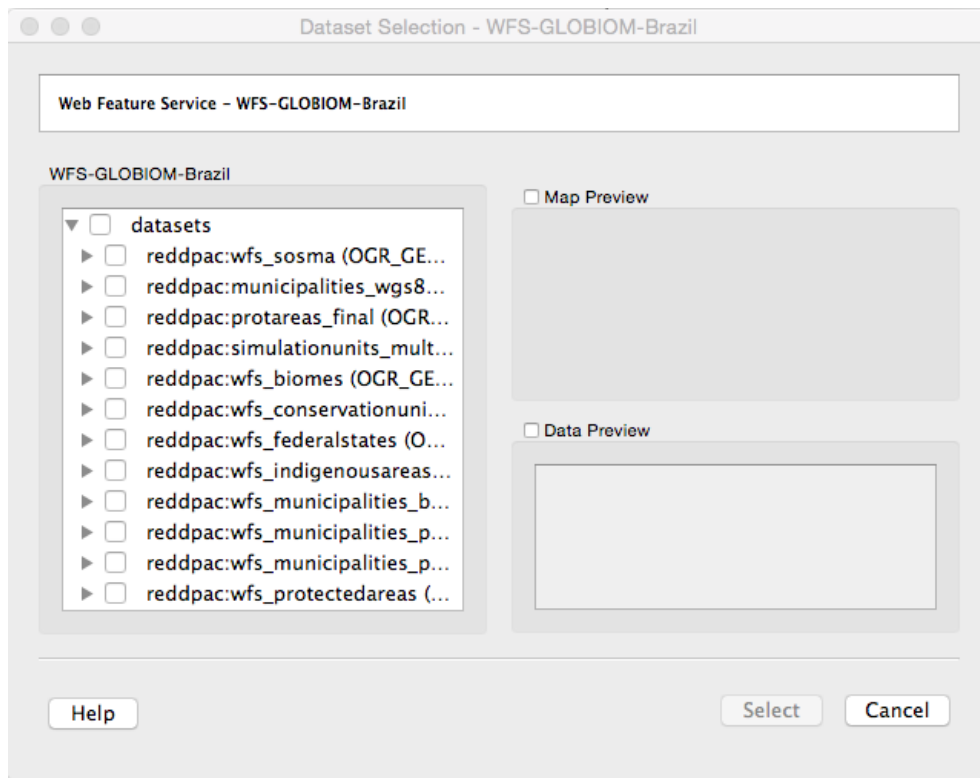 Dataset Selection - WFS-GLOBIOM-Brazil
Web Feature Service - WFS-GLOBIOM-Brazil
WFS-GLOBIOM-Brazil
datasets
reddpac:wfs_sosma (OGR_GE...
reddpac:municipalities_wgs8...
reddpac:protareas_final (OGR...
reddpac:simulationunits_mult...
reddpac:wfs_biomes (OGR_GE...
reddpac:wfs_conservationuni...
reddpac:wfs_federalstates (O...
reddpac:wfs_indigenousareas...
reddpac:wfs_municipalities_b...
reddpac:wfs_municipalities_p...
reddpac:wfs_municipalities_p...
reddpac:wfs_protectedareas (...
Map Preview
Data Preview
Help
Select
Cancel